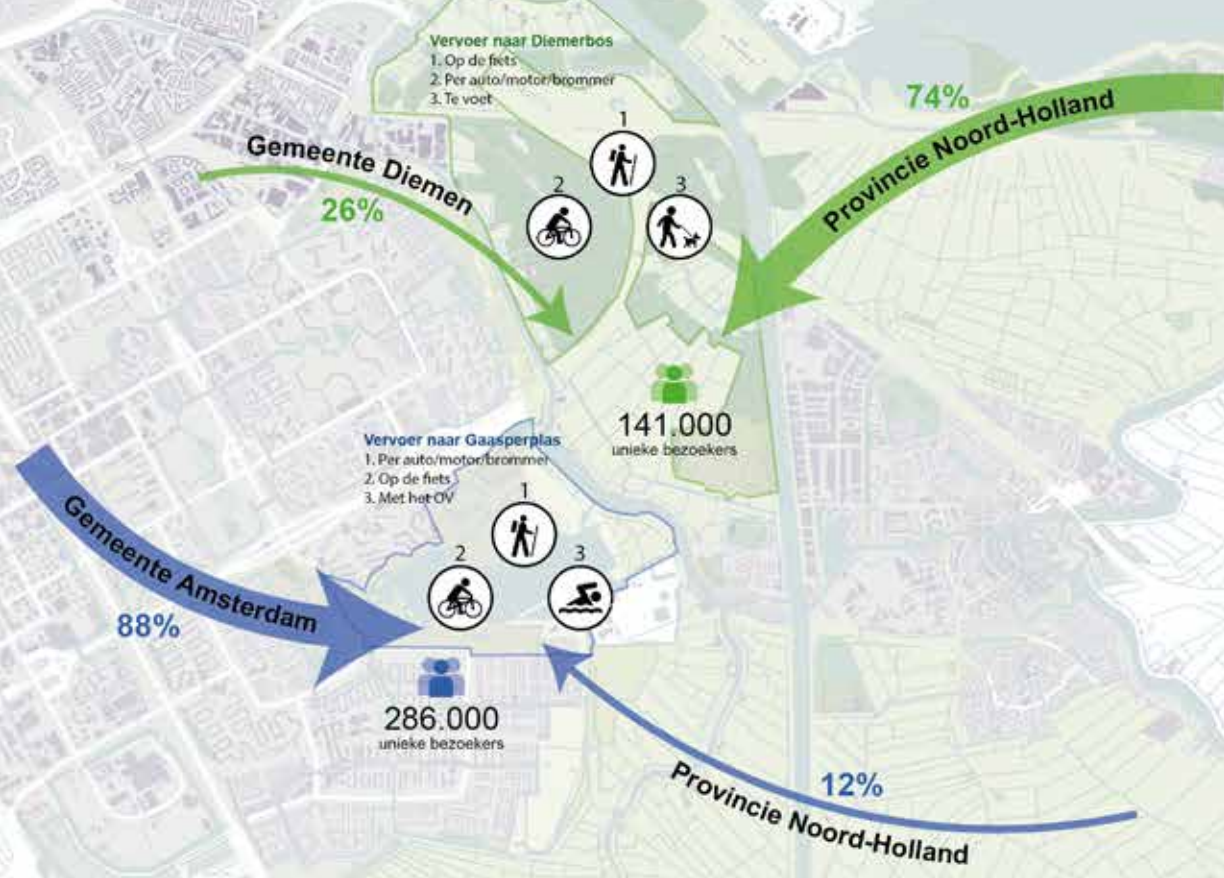 Vervoer naar Diemerbos
1. Op de fiets
2. Per auto/motor/brommer
3. Te voet
74%
Provincie Noord-Holland
Gemeente Diemen
26%
1
2
3
141.000
unieke bezoekers
Vervoer naar Gaasperplas
1. Per auto/motor/brommer
2. Op de fiets
3. Met het OV
1
2
3
Gemeente Amsterdam
88%
286.000
unieke bezoekers
12%
Provincie Noord-Holland